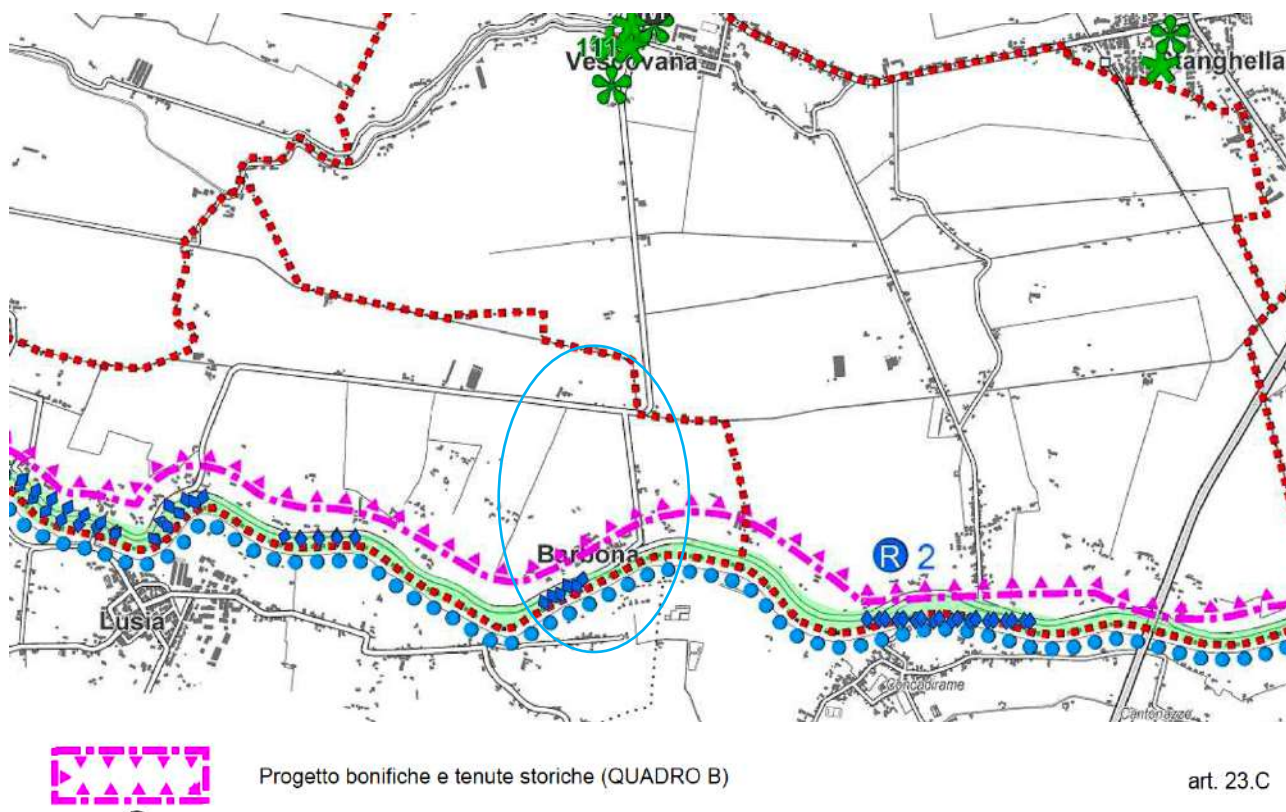 111
Vescovana
Stanghella
Barbona
R 2
Lusia
Concadirame
Cantonazzo
Progetto bonifiche e tenute storiche (QUADRO B)
art. 23.C